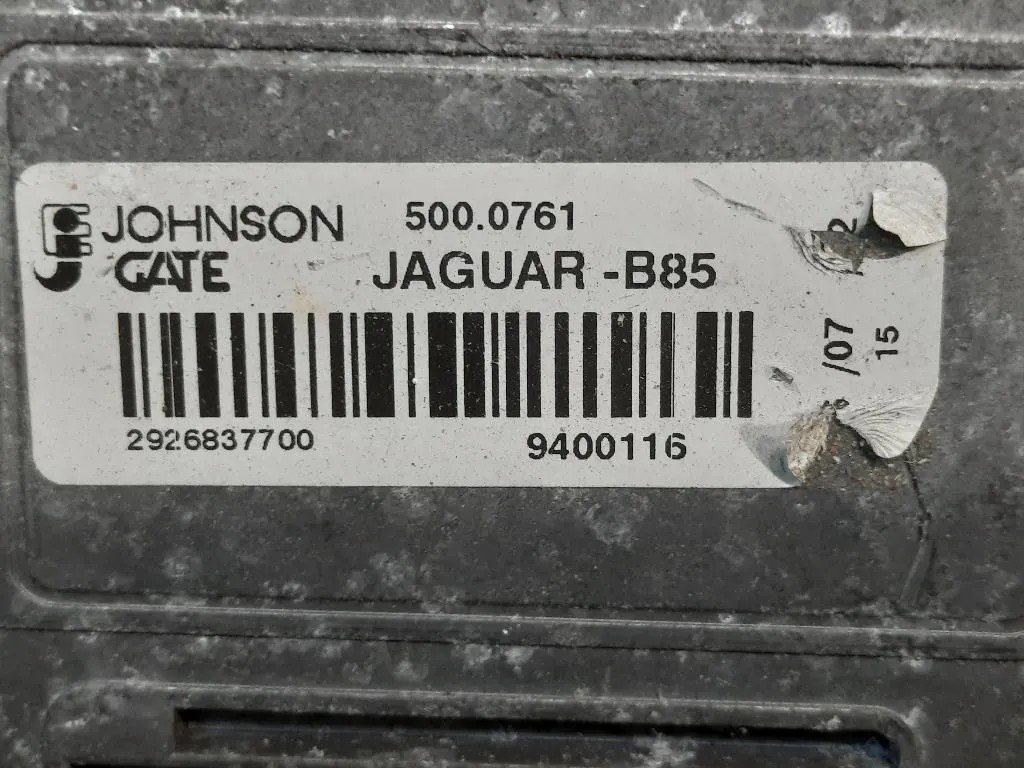 JOHNSON
GATE
500.0761
JAGUAR -B85
2926837700
9400116
/07
15